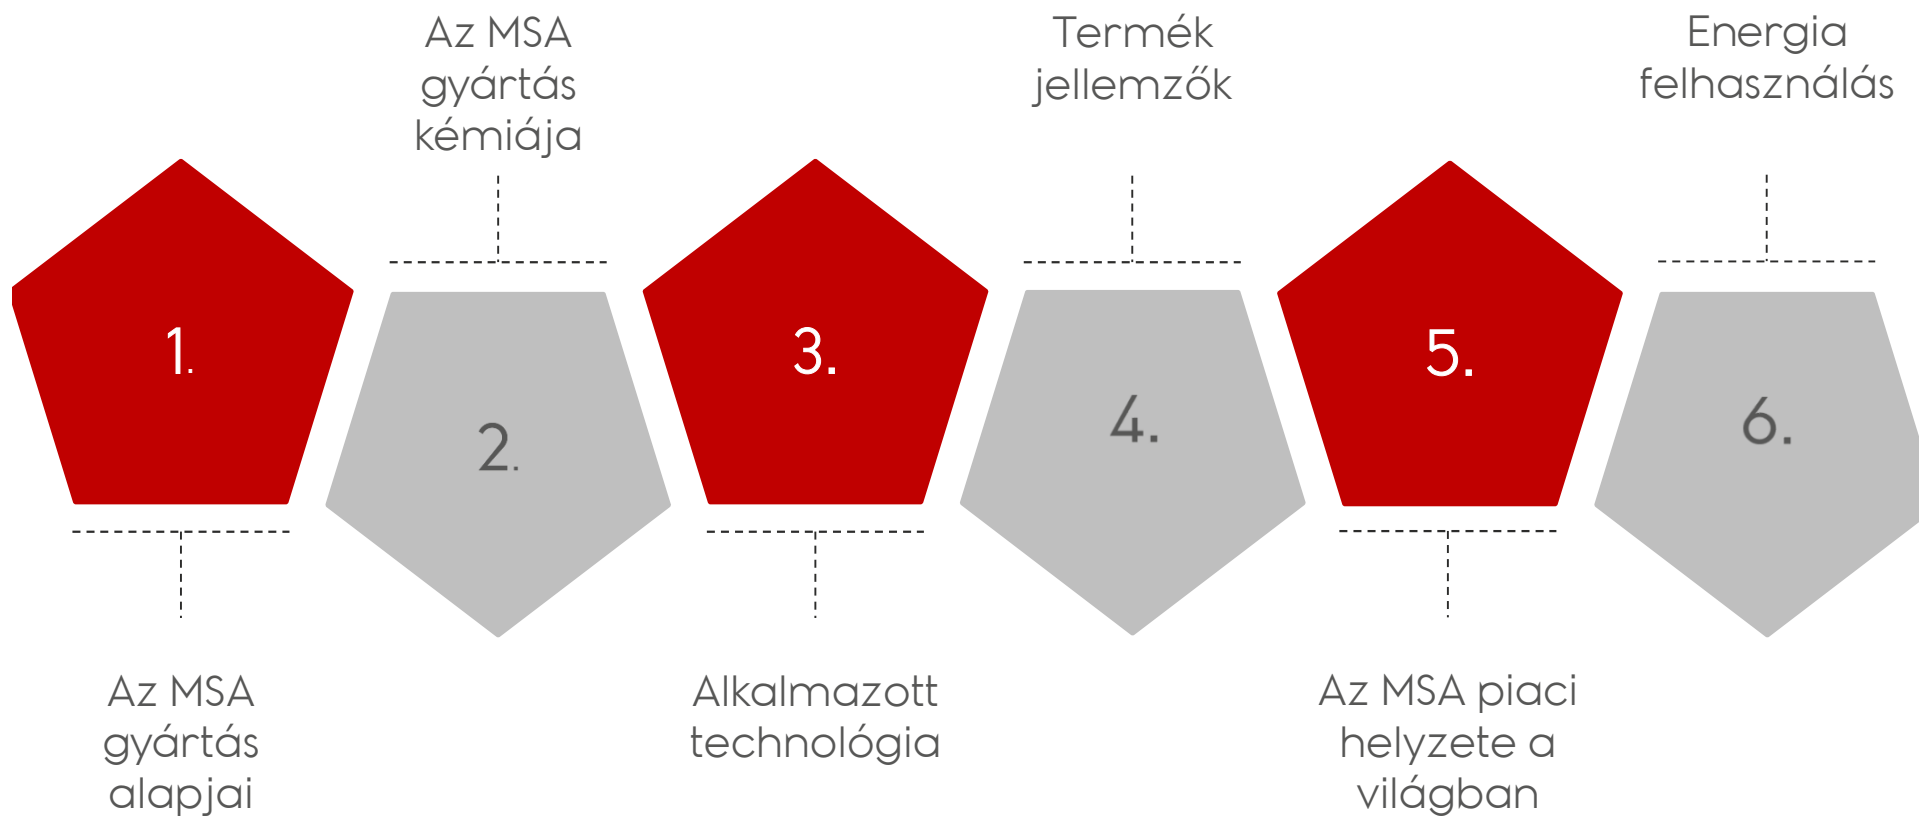 1.
Az MSA
gyártás
alapjai
2.
Az MSA
gyártás
kémiája
3.
Alkalmazott
technológia
4.
Termék
jellemzők
5.
Az MSA piaci
helyzete a
világban
6.
Energia
felhasználás